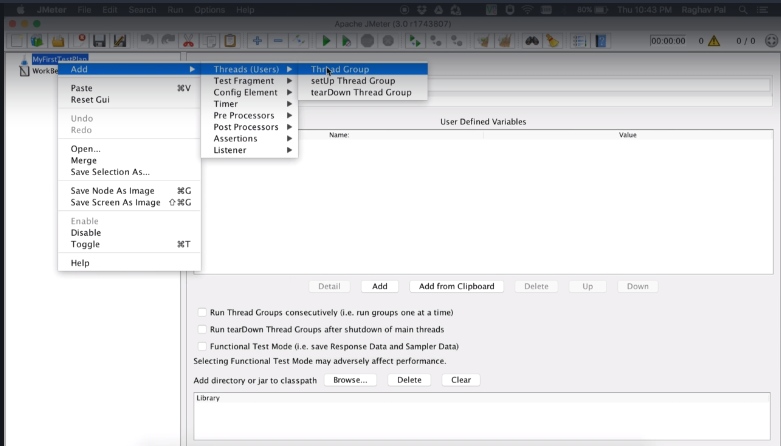 JMeter File Edit Search Run Options Help 80% Thu 10:43 PM Raghav Pal
Apache JMeter (3.0 r1743807)
00:00:00 0 0 / 0
MyFirstTestPlan
WorkBe
Add
Paste ⌘V
Reset Gui
Undo
Redo
Open...
Merge
Save Selection As...
Save Node As Image ⌘G
Save Screen As Image ⇧⌘G
Enable
Disable
Toggle ⌘T
Help
Threads (Users)
Test Fragment
Config Element
Timer
Pre Processors
Post Processors
Assertions
Listener
Thread Group
setUp Thread Group
tearDown Thread Group
User Defined Variables
Name: Value
Detail Add Add from Clipboard Delete Up Down
Run Thread Groups consecutively (i.e. run groups one at a time)
Run tearDown Thread Groups after shutdown of main threads
Functional Test Mode (i.e. save Response Data and Sampler Data)
Selecting Functional Test Mode may adversely affect performance.
Add directory or jar to classpath Browse... Delete Clear
Library